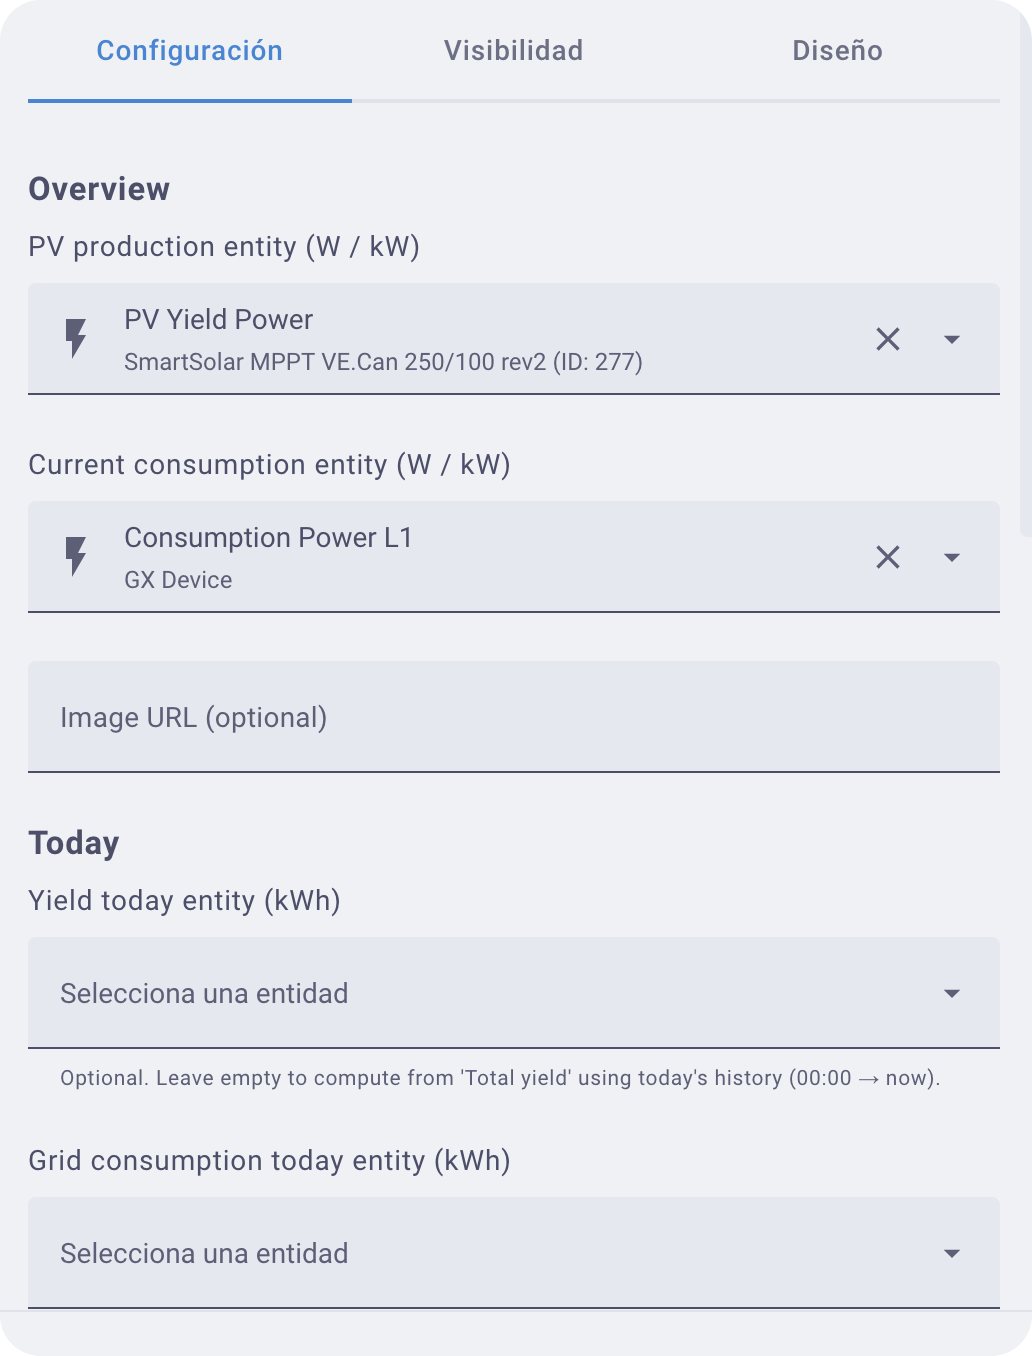 Configuración
Visibilidad
Diseño
Overview
PV production entity (W / kW)
PV Yield Power
SmartSolar MPPT VE.Can 250/100 rev2 (ID: 277)
Current consumption entity (W / kW)
Consumption Power L1
GX Device
Image URL (optional)
Today
Yield today entity (kWh)
Selecciona una entidad
Optional. Leave empty to compute from 'Total yield' using today's history (00:00 → now).
Grid consumption today entity (kWh)
Selecciona una entidad